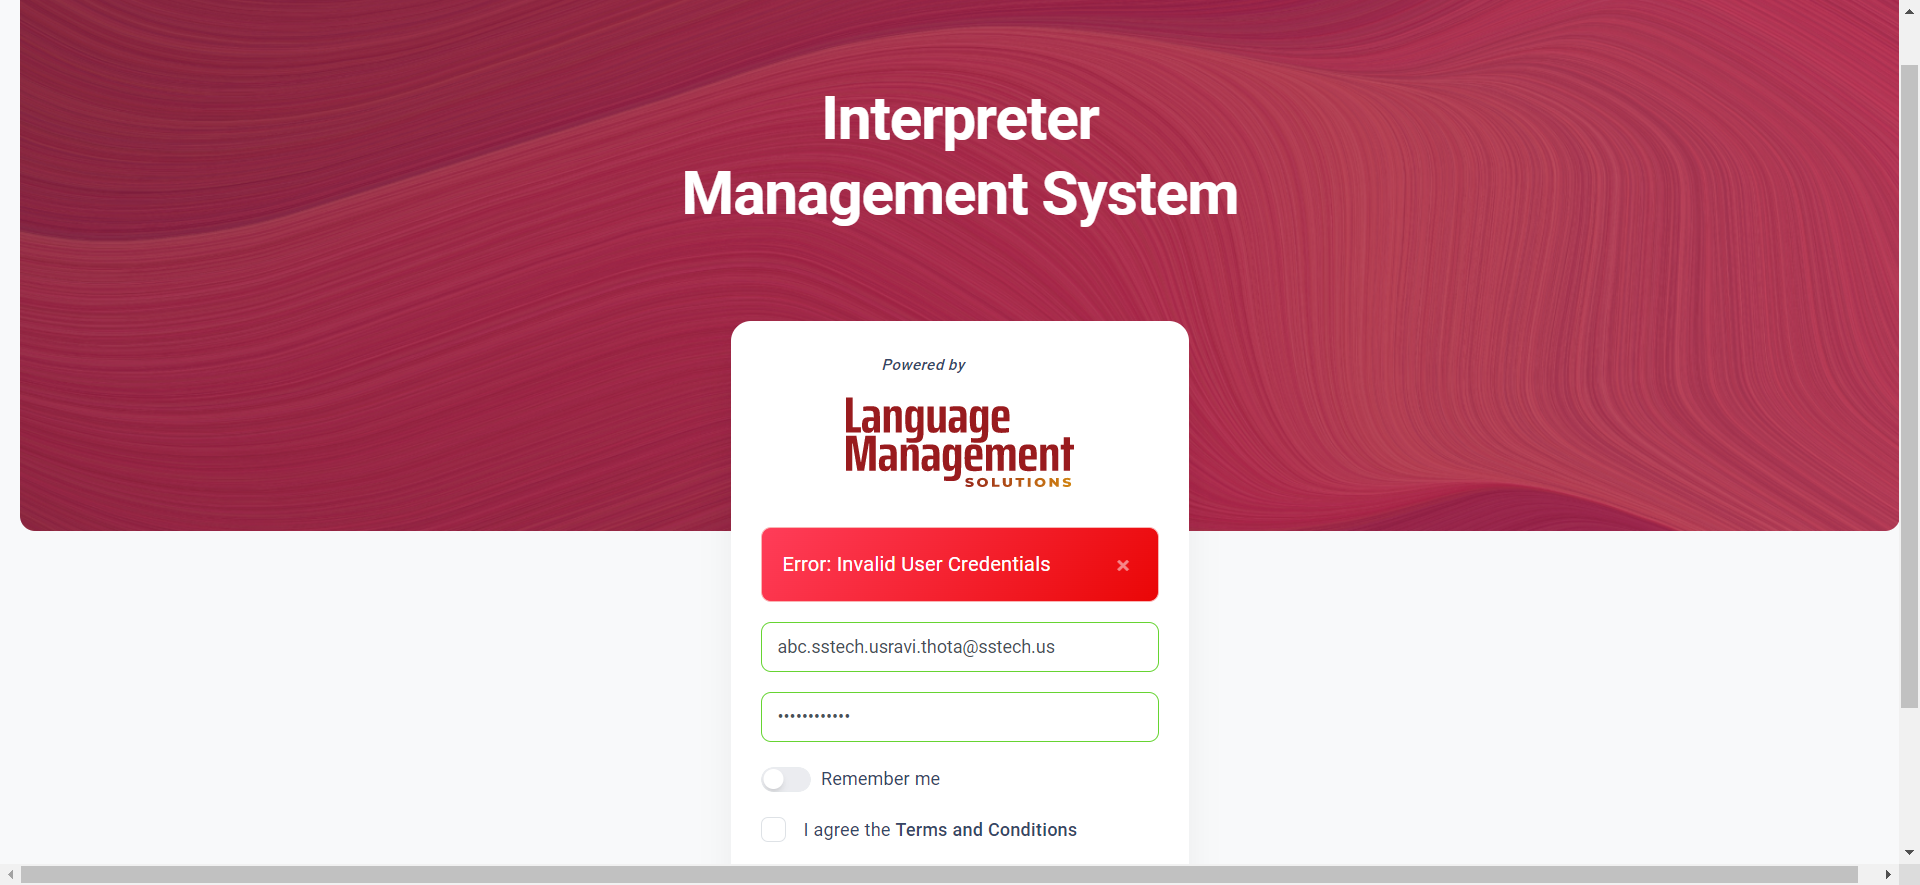 Interpreter
Management System
Powered by
Language
Management
SOLUTIONS
Error: Invalid User Credentials
×
abc.sstech.usravi.thota@sstech.us
••••••••••••
Remember me
I agree the Terms and Conditions